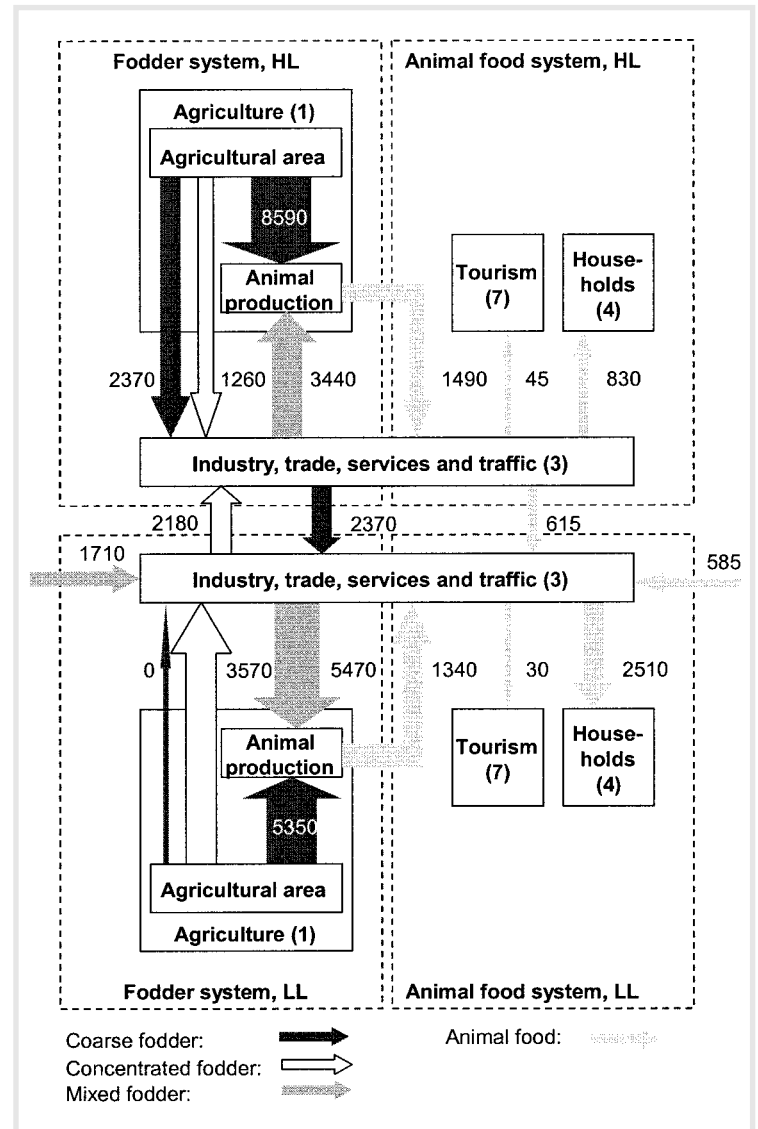 Fodder system, HL
Animal food system, HL
Agriculture (1)
Agricultural area
8590
Animal
production
Tourism
(7)
House-
holds
(4)
2370
1260
3440
1490
45
830
Industry, trade, services and traffic (3)
2180
2370
615
1710
585
Industry, trade, services and traffic (3)
0
3570
5470
1340
30
2510
Animal
production
Tourism
(7)
House-
holds
(4)
5350
Agricultural area
Agriculture (1)
Fodder system, LL
Animal food system, LL
Coarse fodder:
Animal food:
Concentrated fodder:
Mixed fodder: